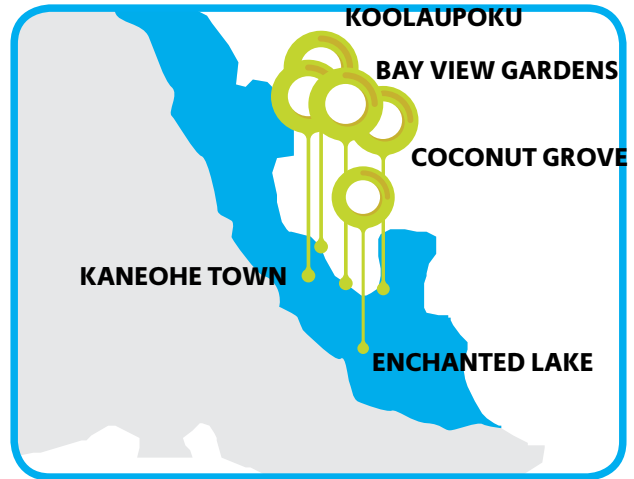 KOOLAUPOKU
BAY VIEW GARDENS
COCONUT GROVE
KANEOHE TOWN
ENCHANTED LAKE